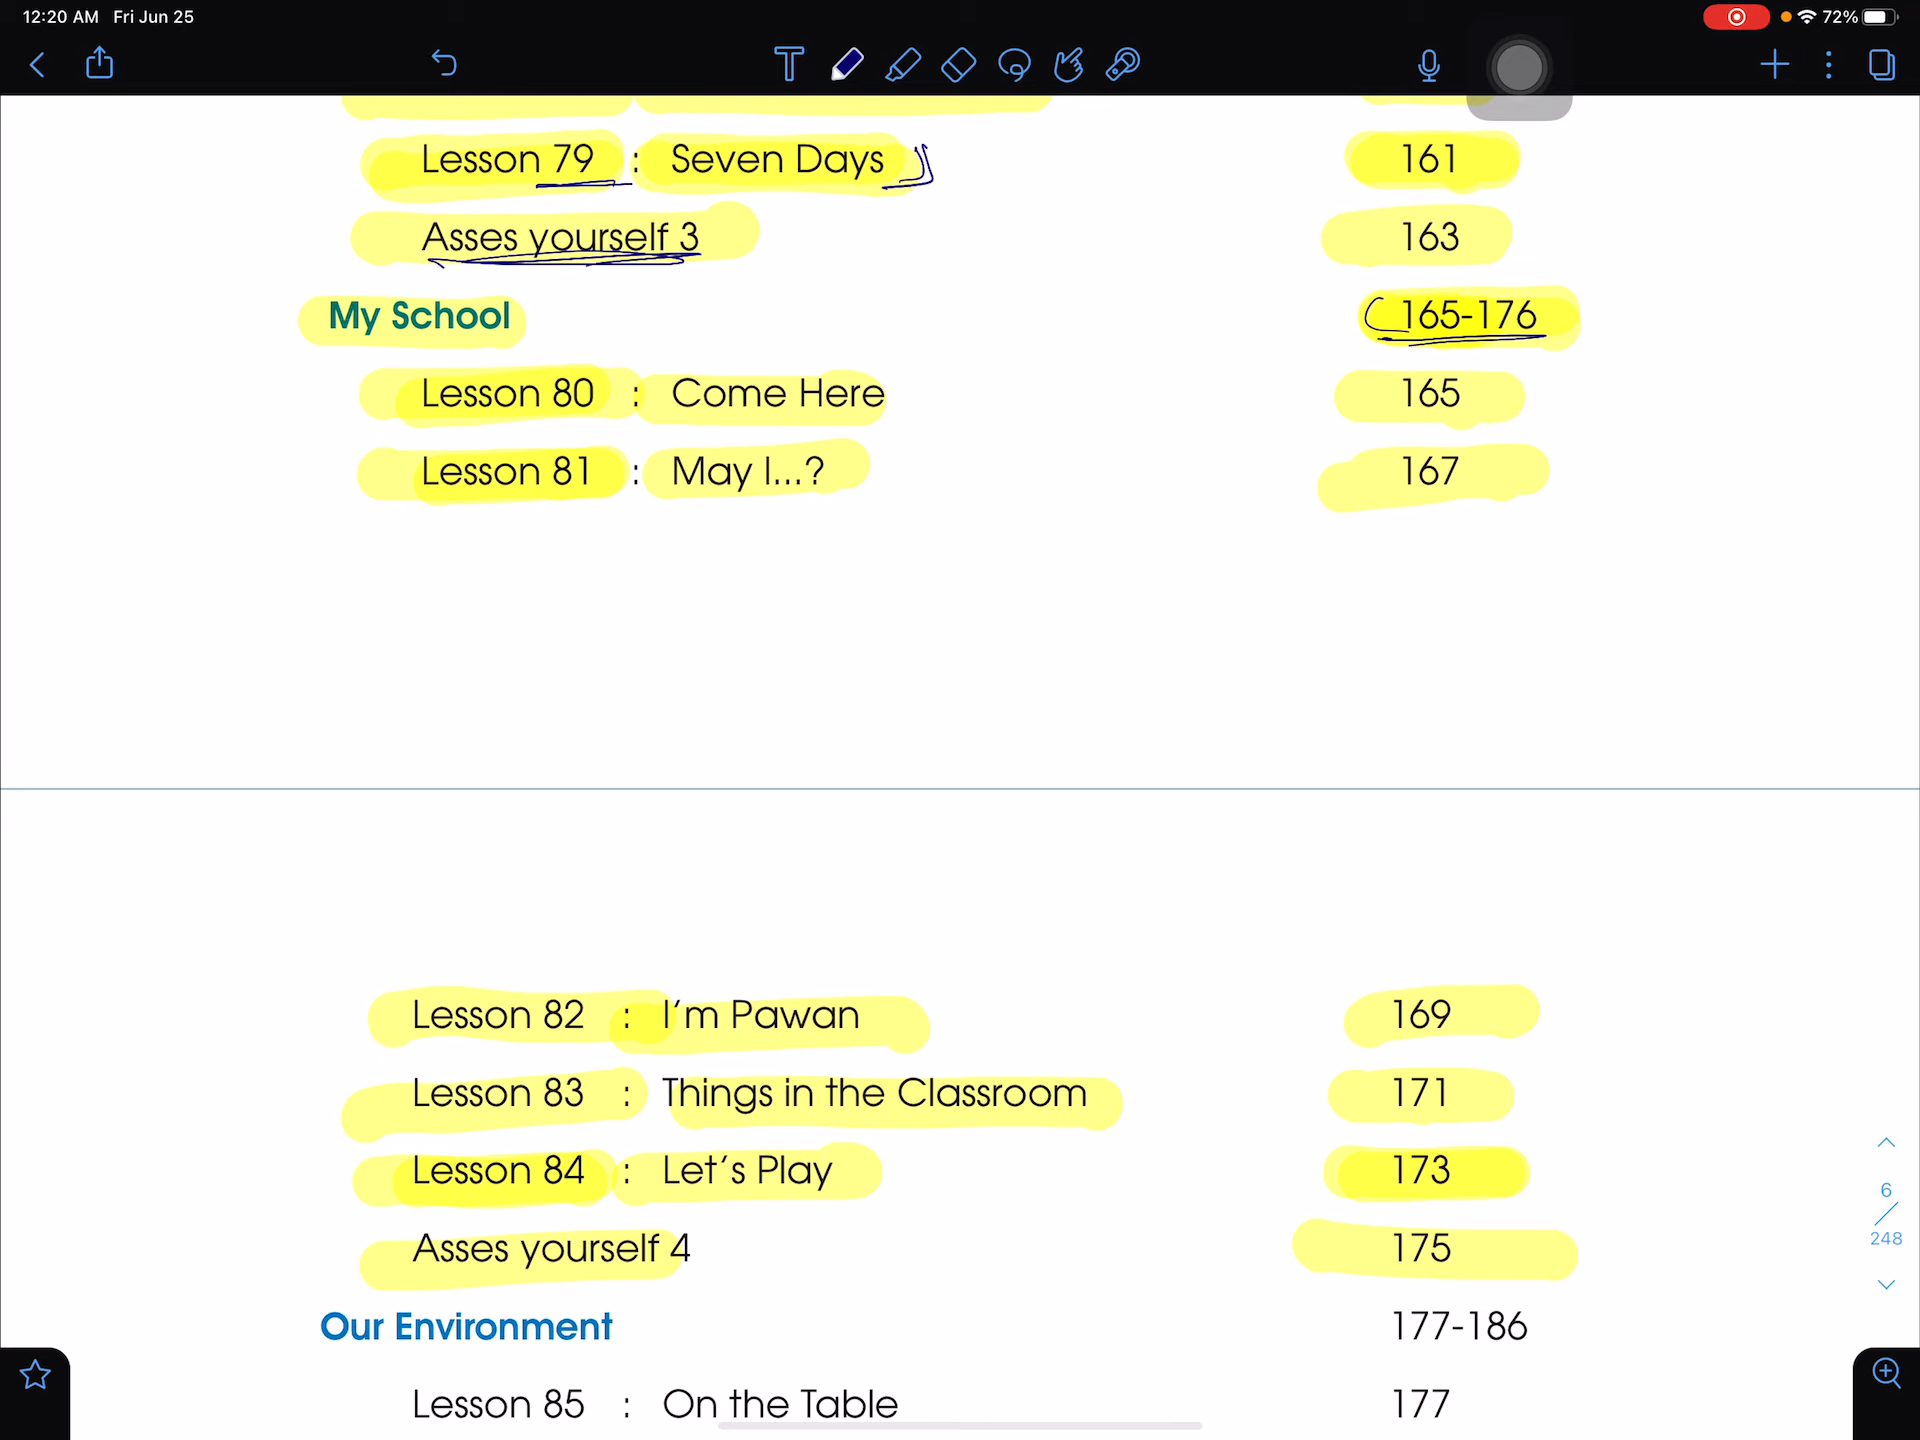 12:20 AM Fri Jun 25
72%
Lesson 79 : Seven Days 161
Asses yourself 3 163
My School 165-176
Lesson 80 : Come Here 165
Lesson 81 : May I...? 167
Lesson 82 : I'm Pawan 169
Lesson 83 : Things in the Classroom 171
Lesson 84 : Let's Play 173
Asses yourself 4 175
Our Environment 177-186
Lesson 85 : On the Table 177
6
248